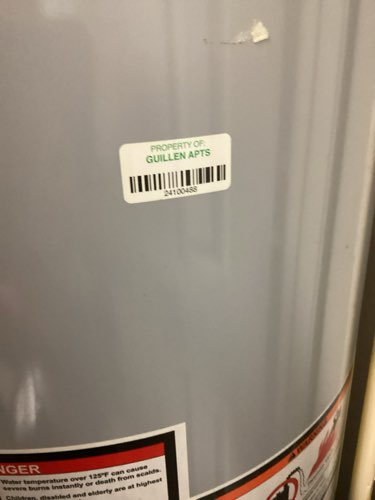 PROPERTY OF:
GUILLEN APTS
24100488
NGER
Water temperature over 125°F can cause
severe burns instantly or death from scalds.
Children, disabled and elderly are at highest